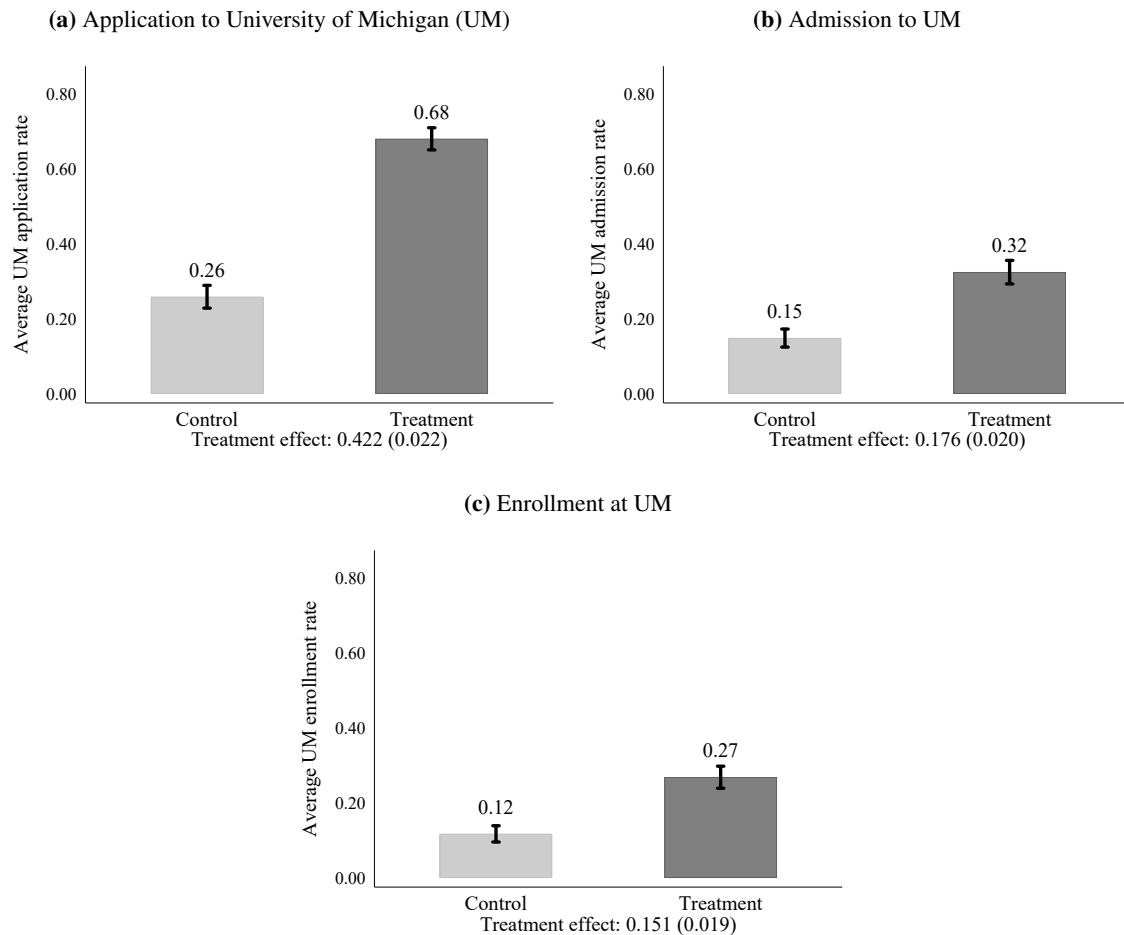 (a) Application to University of Michigan (UM)
Average UM application rate
0.80
0.60
0.40
0.20
0.00
0.26
0.68
Control
Treatment
Treatment effect: 0.422 (0.022)
(b) Admission to UM
Average UM admission rate
0.80
0.60
0.40
0.20
0.00
0.15
0.32
Control
Treatment
Treatment effect: 0.176 (0.020)
(c) Enrollment at UM
Average UM enrollment rate
0.80
0.60
0.40
0.20
0.00
0.12
0.27
Control
Treatment
Treatment effect: 0.151 (0.019)